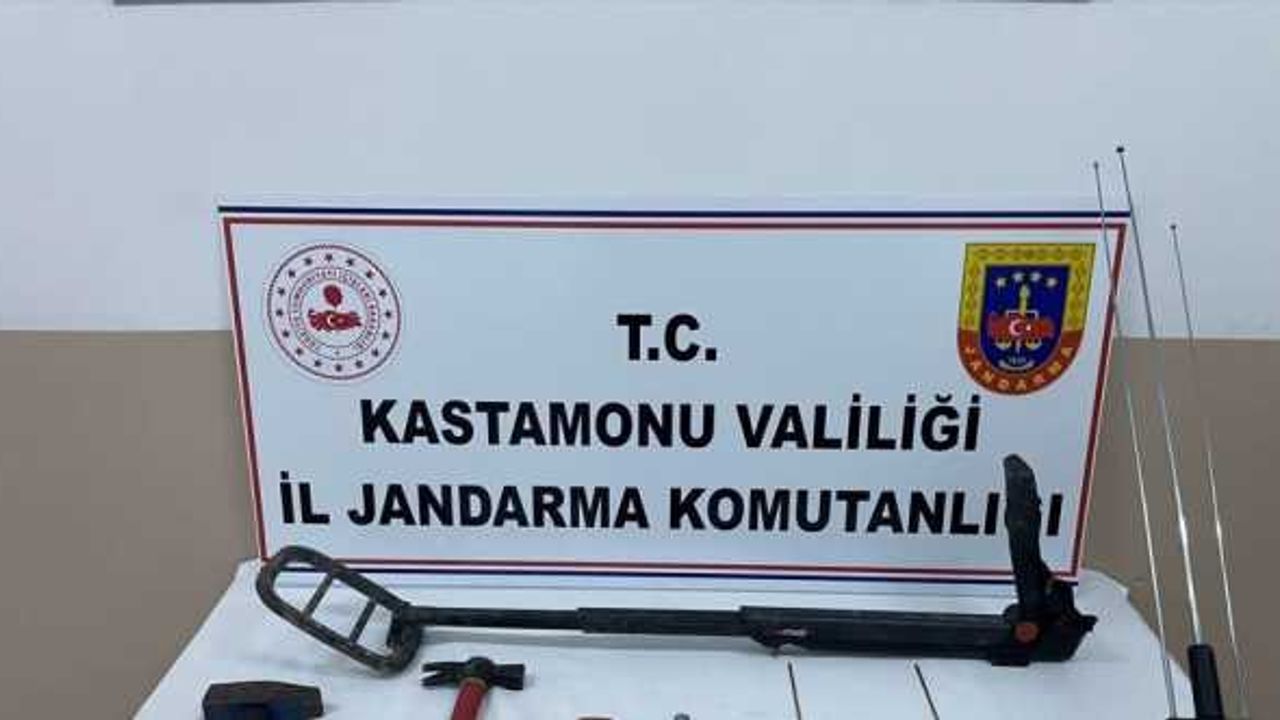 T.C.
KASTAMONU VALİLİĞİ
İL JANDARMA KOMUTANLIĞI
JANDARMA